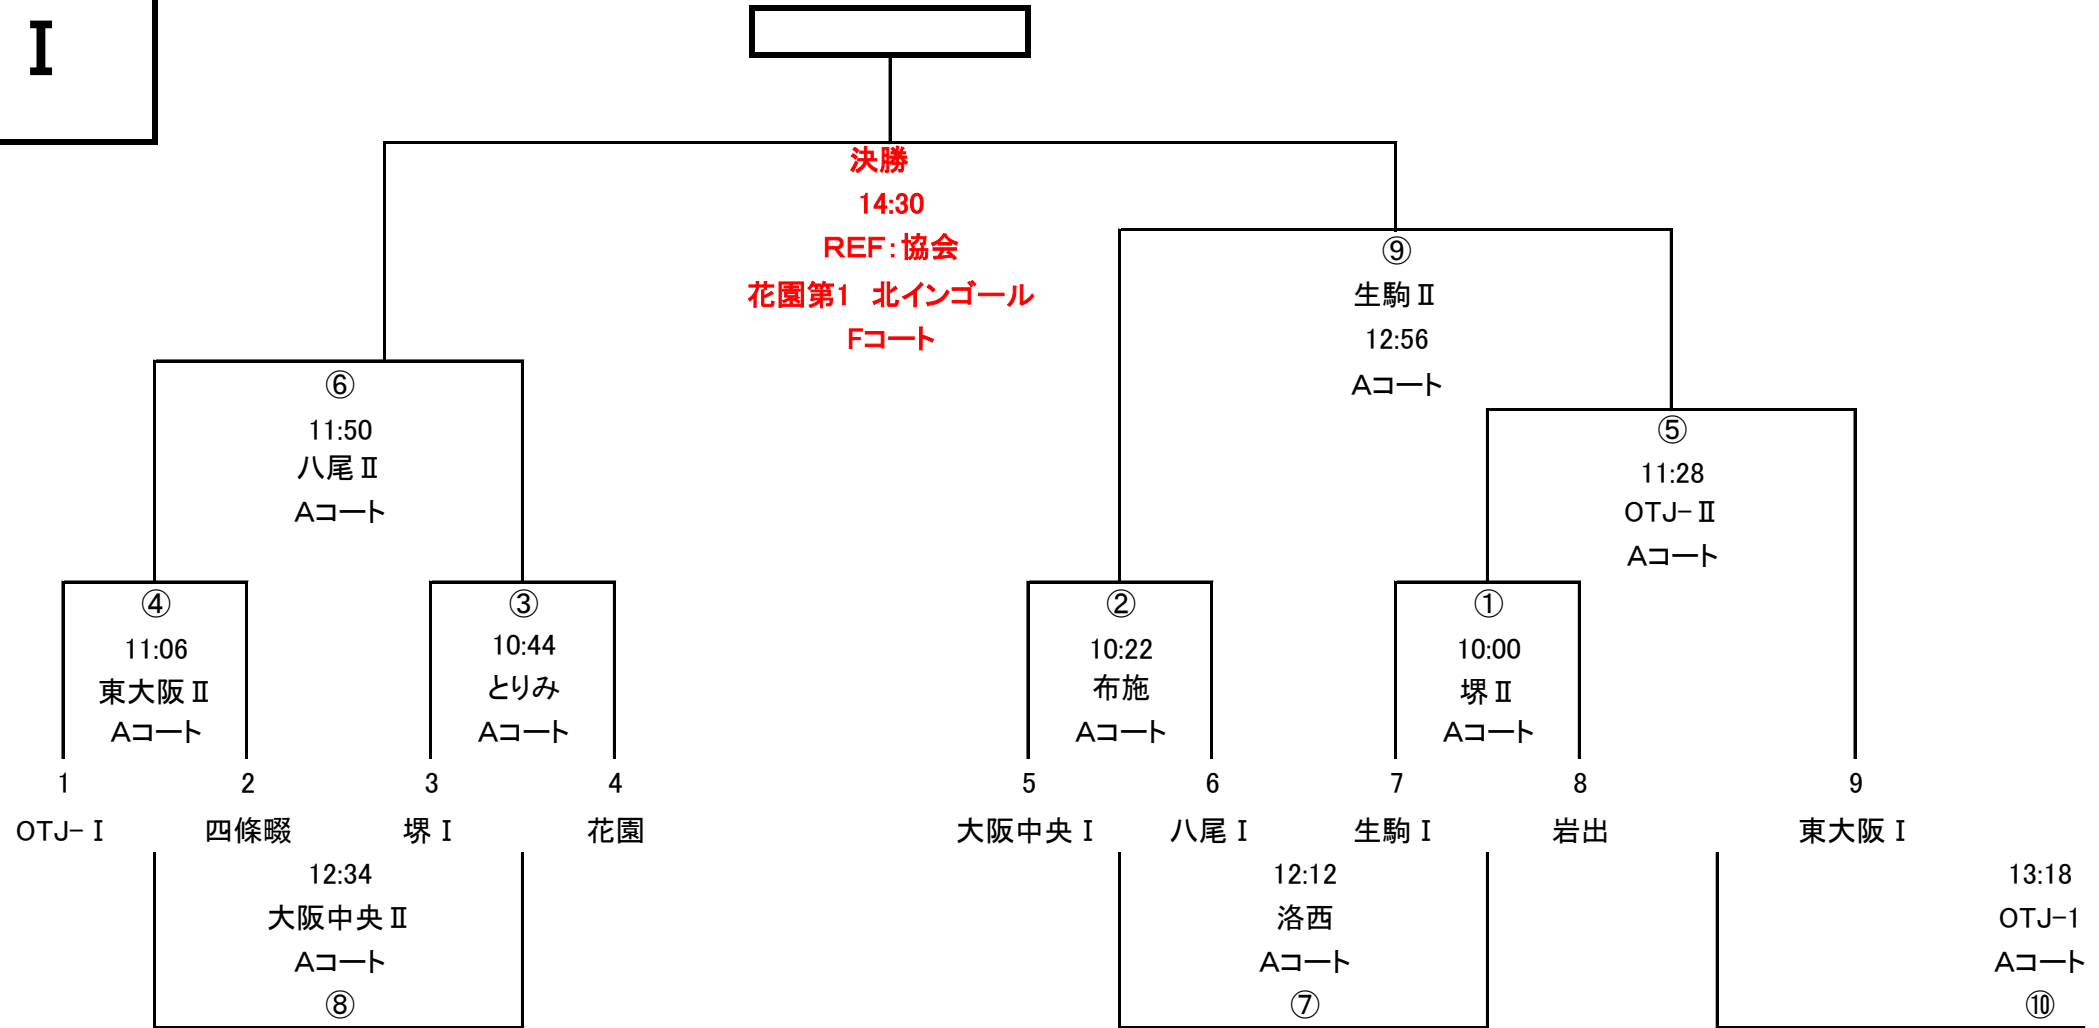 Ⅰ
決勝
14:30
REF:協会
花園第1 北インゴール
Fコート
⑨
生駒Ⅱ
12:56
Aコート
⑥
11:50
八尾Ⅱ
Aコート
⑤
11:28
OTJ-Ⅱ
Aコート
④
11:06
東大阪Ⅱ
Aコート
③
10:44
とりみ
Aコート
②
10:22
布施
Aコート
①
10:00
堺Ⅱ
Aコート
1 2 3 4 5 6 7 8 9
OTJ-Ⅰ 四條畷 堺Ⅰ 花園 大阪中央Ⅰ 八尾Ⅰ 生駒Ⅰ 岩出 東大阪Ⅰ
12:34
大阪中央Ⅱ
Aコート
⑧
12:12
洛西
Aコート
⑦
13:18
OTJ-1
Aコート
⑩